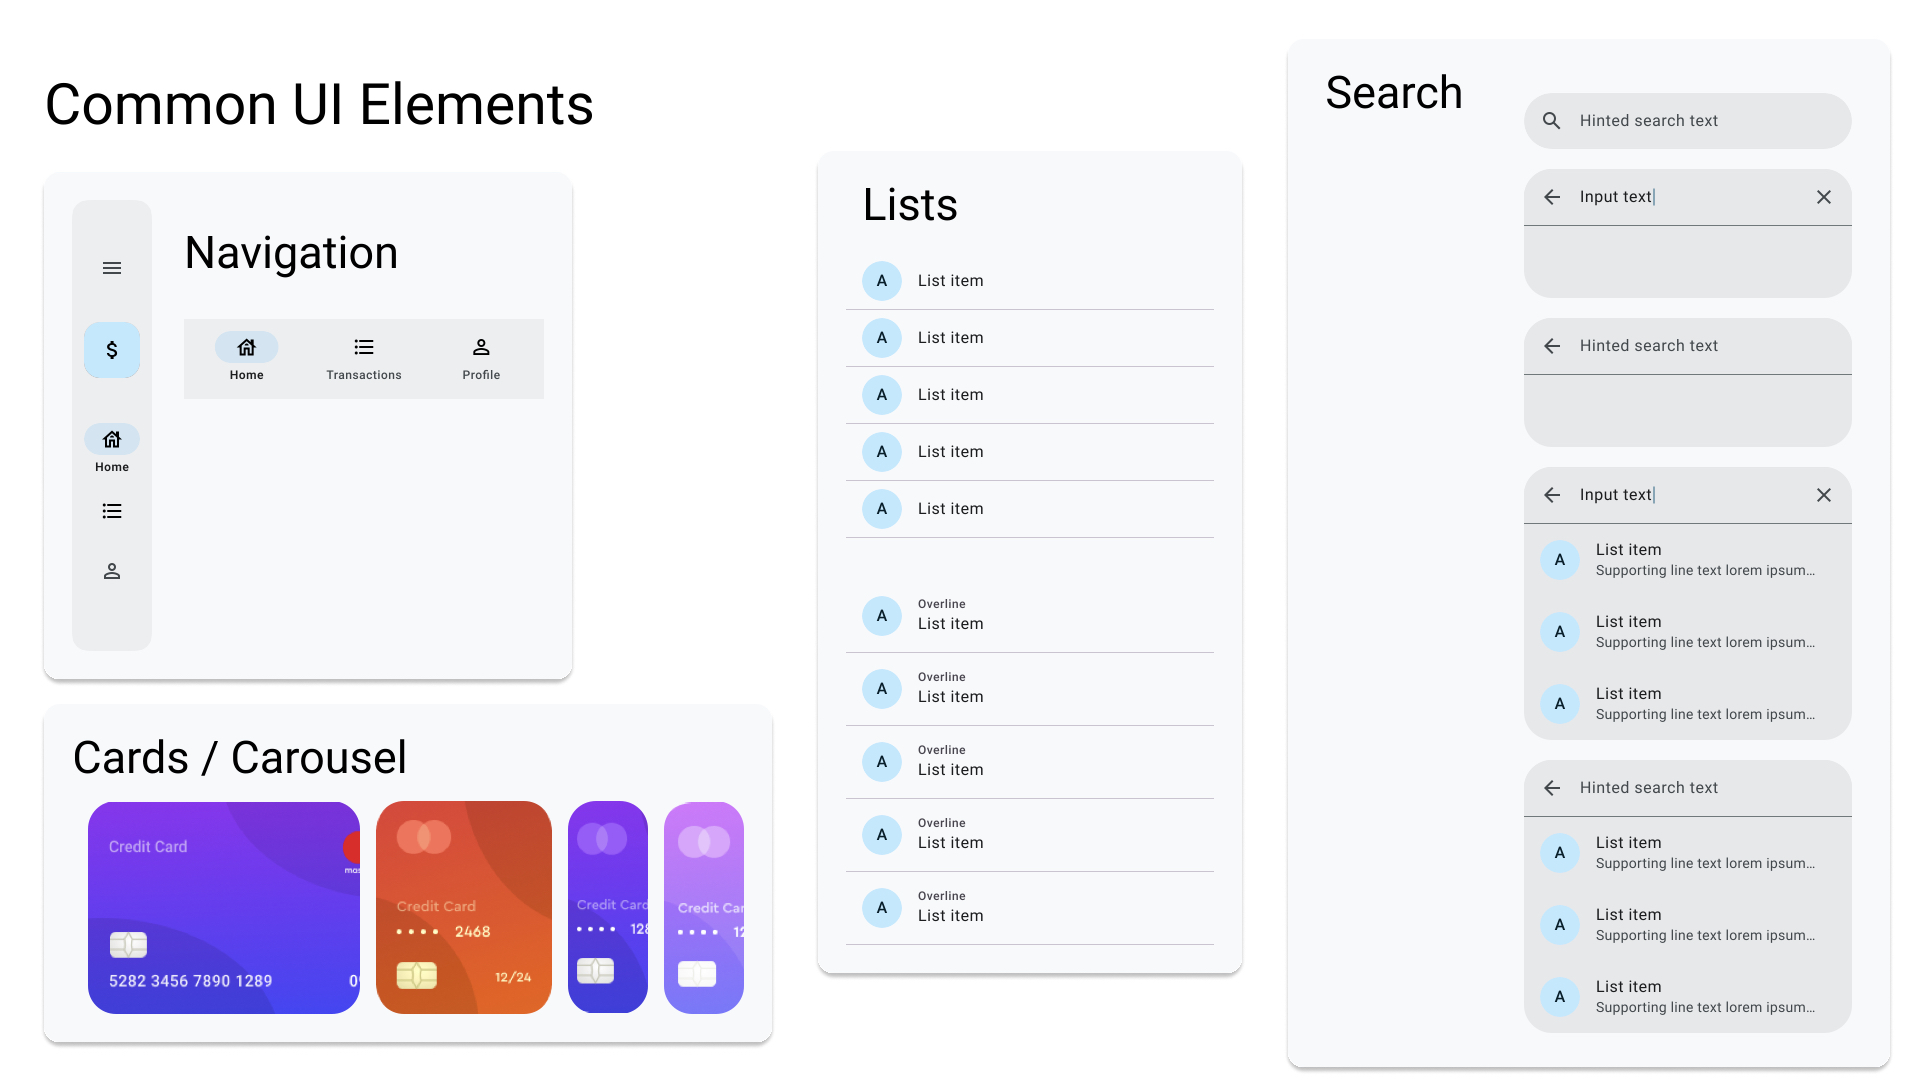 Common UI Elements
Navigation
$
Home
Home
Transactions
Profile
Cards / Carousel
Credit Card
5282 3456 7890 1289
Credit Card
•••• 2468
12/24
Credit Card
••••
Credit
••••
Lists
A List item
A List item
A List item
A List item
A List item
Overline
A List item
Overline
A List item
Overline
A List item
Overline
A List item
Overline
A List item
Search
Hinted search text
Input text
Hinted search text
Input text
List item
A
Supporting line text lorem ipsum…
List item
A
Supporting line text lorem ipsum…
List item
A
Supporting line text lorem ipsum…
Hinted search text
List item
A
Supporting line text lorem ipsum…
List item
A
Supporting line text lorem ipsum…
List item
A
Supporting line text lorem ipsum…